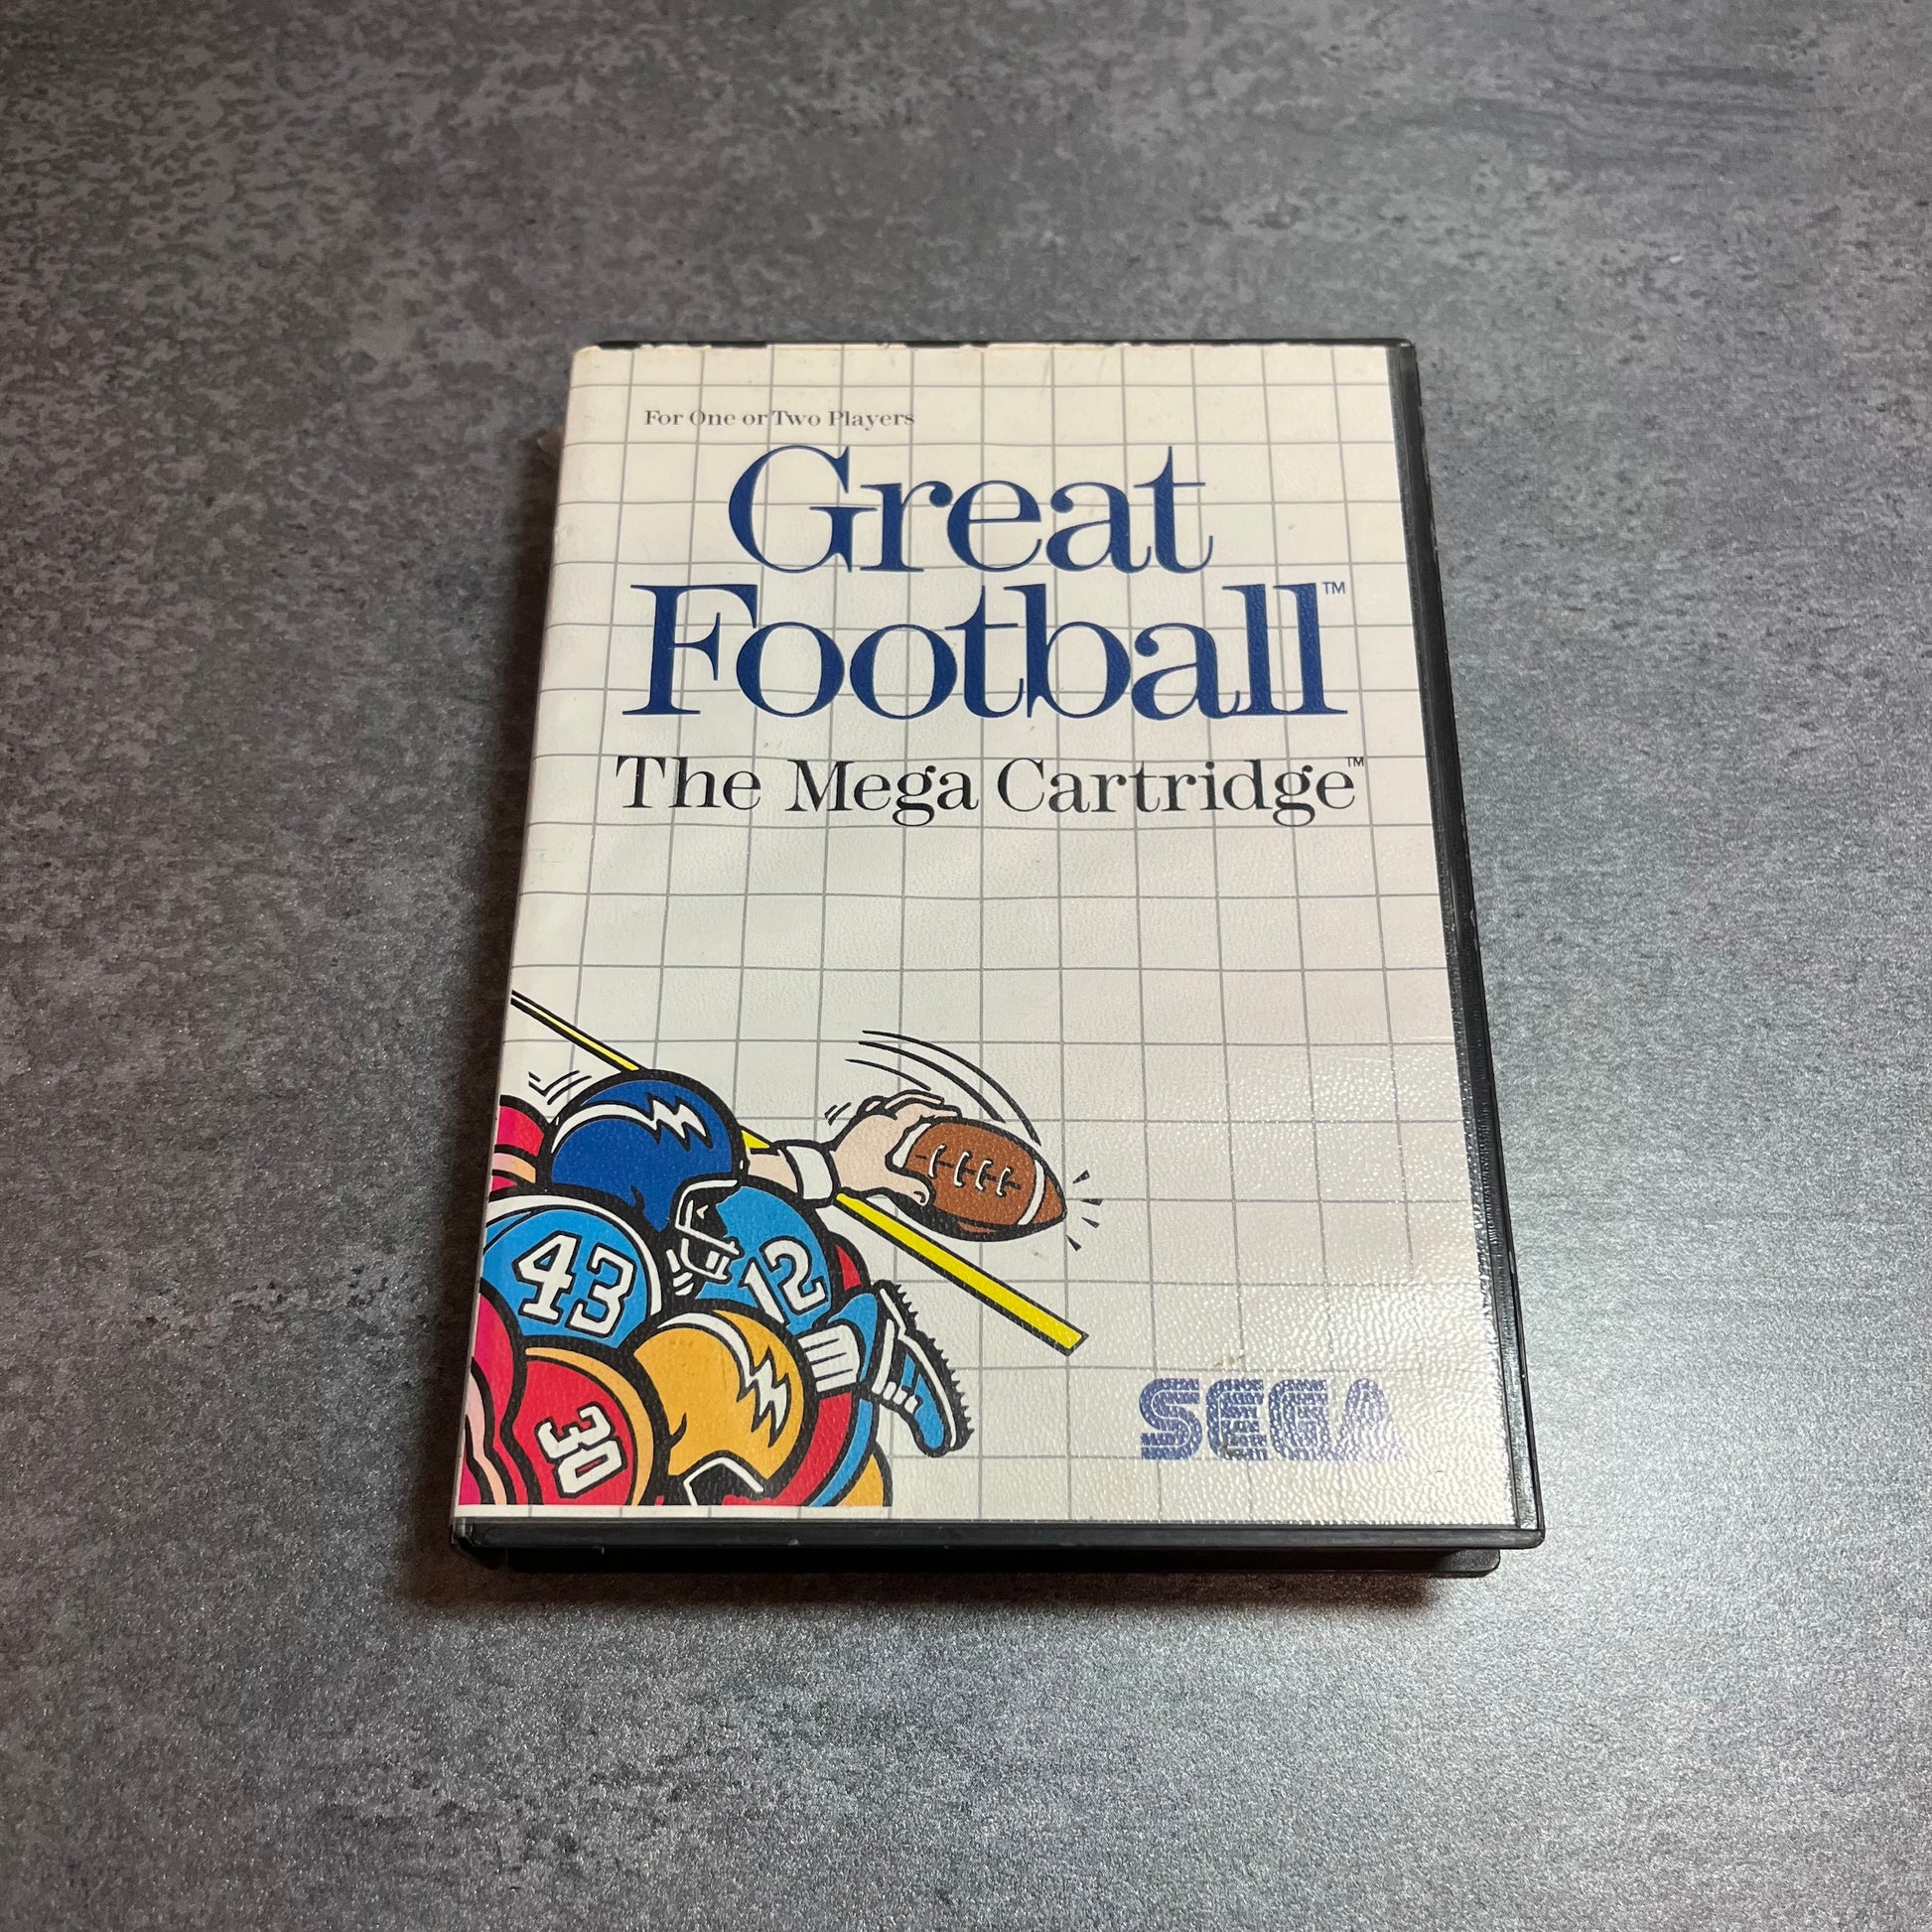 For One or Two Players
Great
Football™
The Mega Cartridge™
43
12
30
SEGA